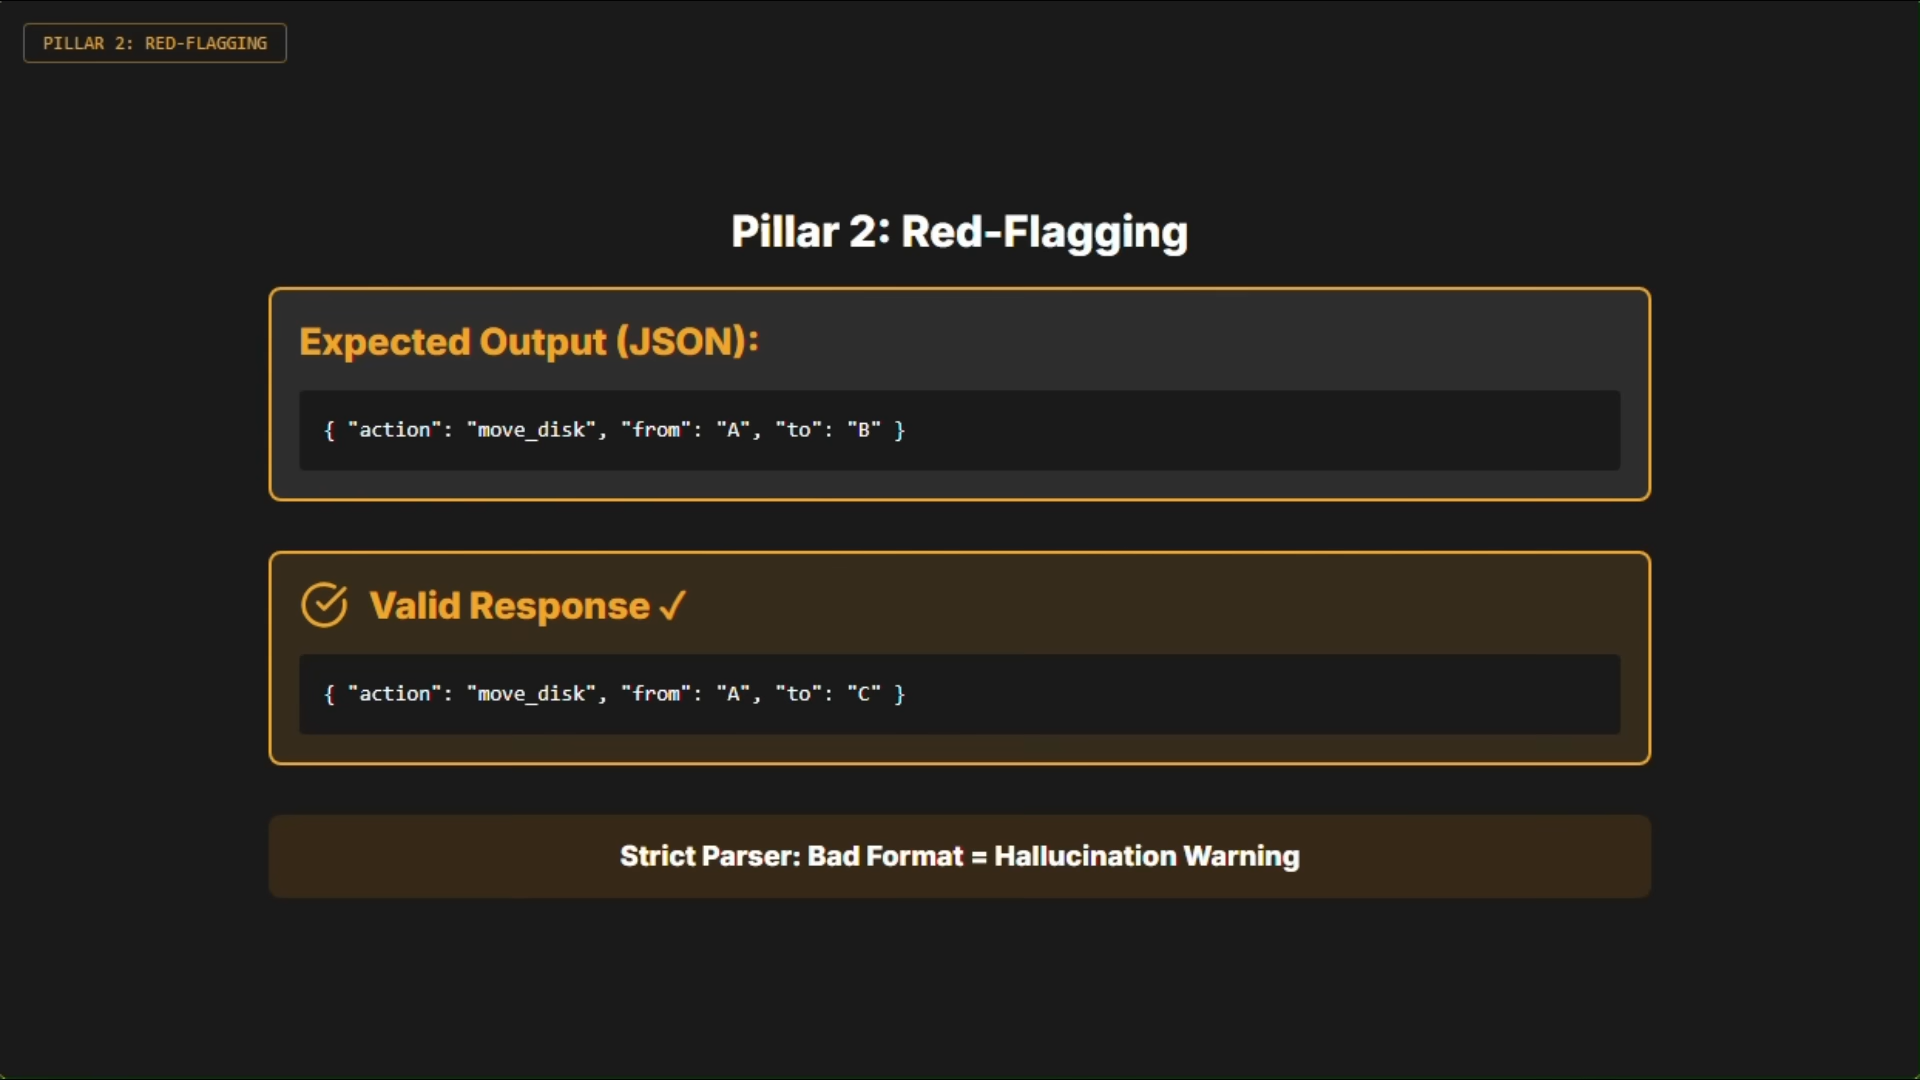 PILLAR 2: RED-FLAGGING
Pillar 2: Red-Flagging
Expected Output (JSON):
{ "action": "move_disk", "from": "A", "to": "B" }
Valid Response ✓
{ "action": "move_disk", "from": "A", "to": "C" }
Strict Parser: Bad Format = Hallucination Warning